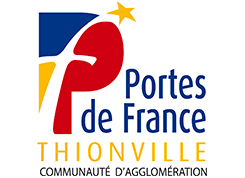 Portes
de France
THIONVILLE
COMMUNAUTÉ D'AGGLOMÉRATION